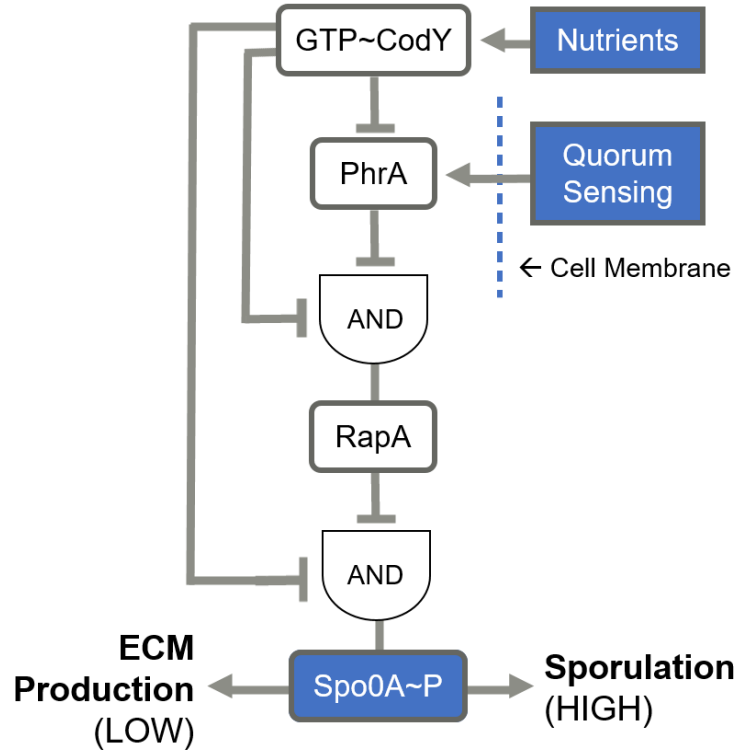 GTP~CodY
Nutrients
PhrA
Quorum
Sensing
← Cell Membrane
AND
RapA
AND
ECM
Production
(LOW)
Spo0A~P
Sporulation
(HIGH)